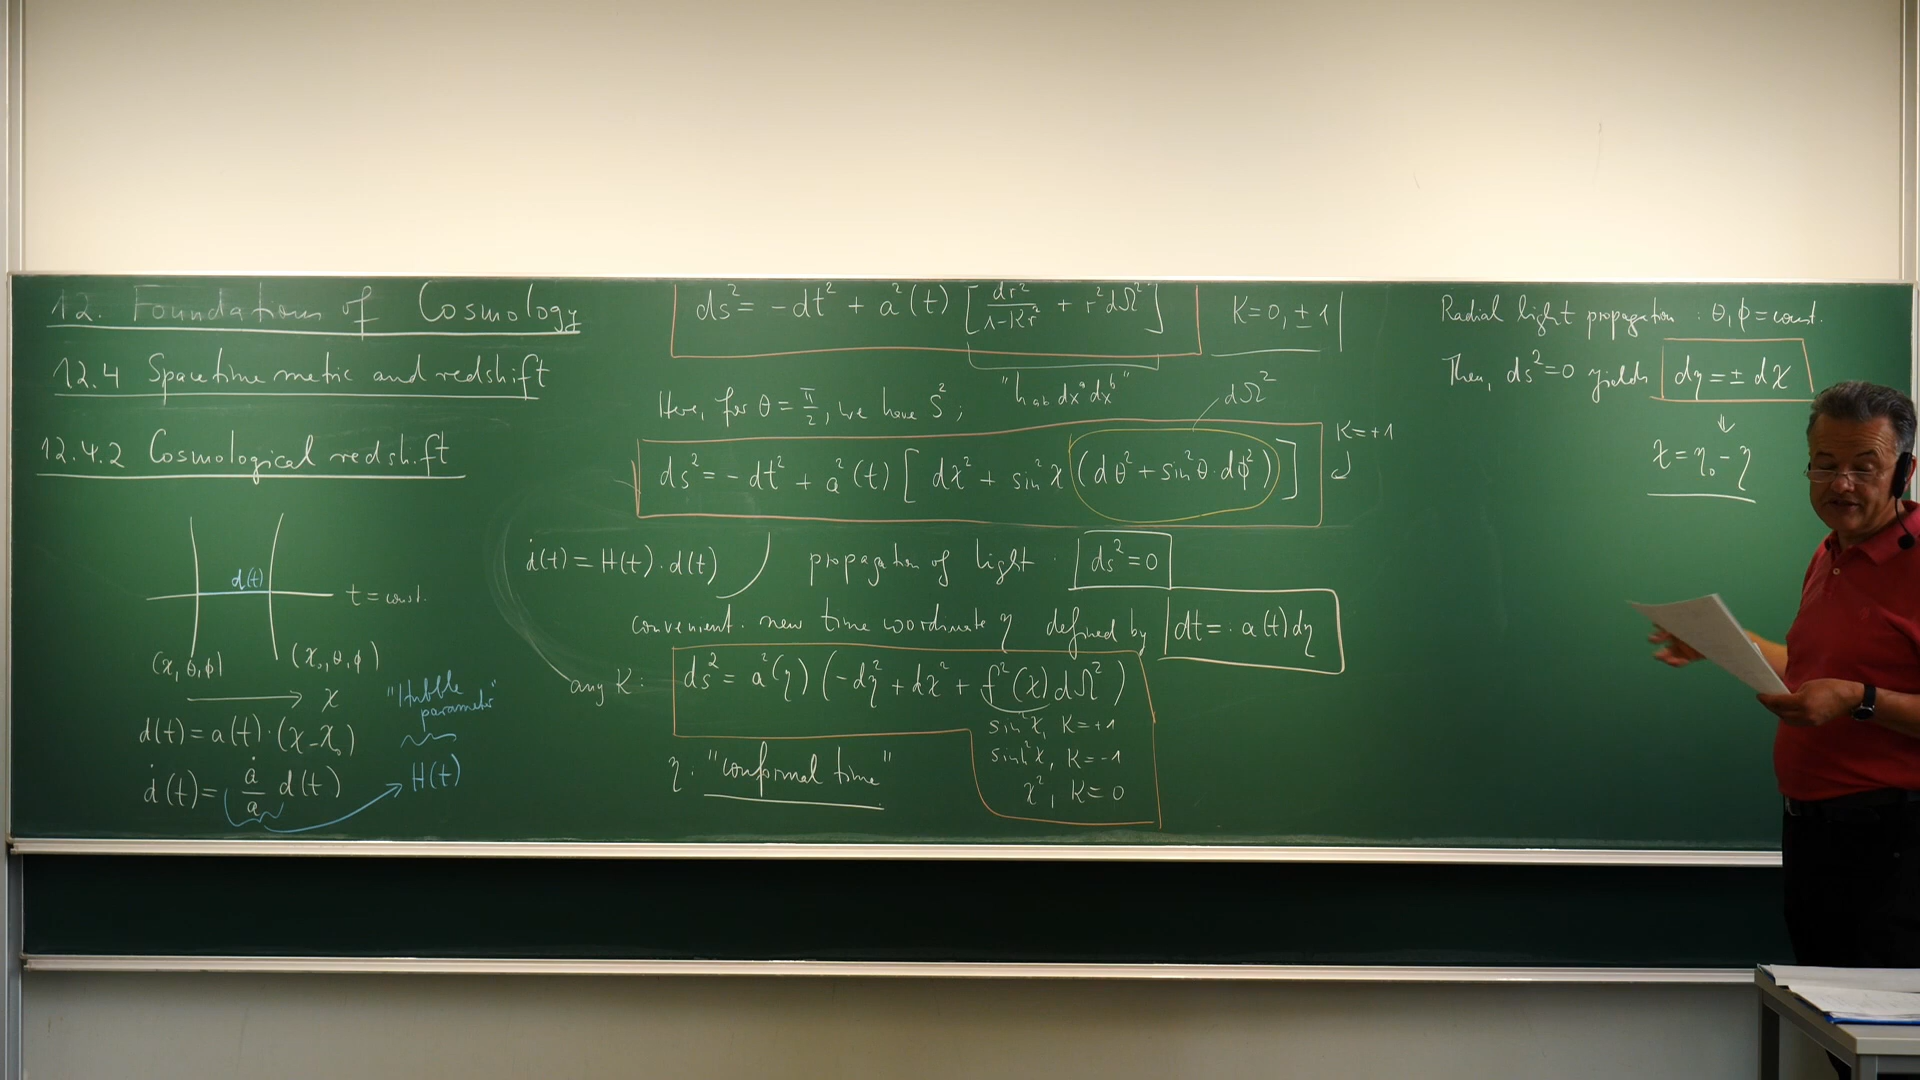 12. Foundations of Cosmology
12.4 Spacetime metric and redshift
12.4.2 Cosmological redshift
d(t)
t = const.
(χ, θ, φ) (χ₀, θ, φ)
χ
"Hubble parameter"
d(t) = a(t)·(χ-χ₀)
ḋ(t) = ȧ/a d(t)
H(t)
ds² = -dt² + a²(t) [dr²/1-Kr² + r²dΩ²] K=0,±1
"h_ab dx^a dx^b"
Here, for θ = π/2, we have S²;
dΩ²
ds² = -dt² + a²(t) [dχ² + sin²χ (dθ² + sin²θ·dφ²)]
K=+1
ḋ(t) = H(t)·d(t)
propagation of light: ds²=0
convenient: new time coordinate η defined by dt =: a(t)dη
any K: ds² = a²(η) (-dη² + dχ² + f²(χ) dΩ²)
sin²χ, K=+1
sinh²χ, K=-1
χ², K=0
η: "conformal time"
Radial light propagation: θ, φ = const.
Then, ds²=0 yields dη = ± dχ
⇓
χ = η₀ - η